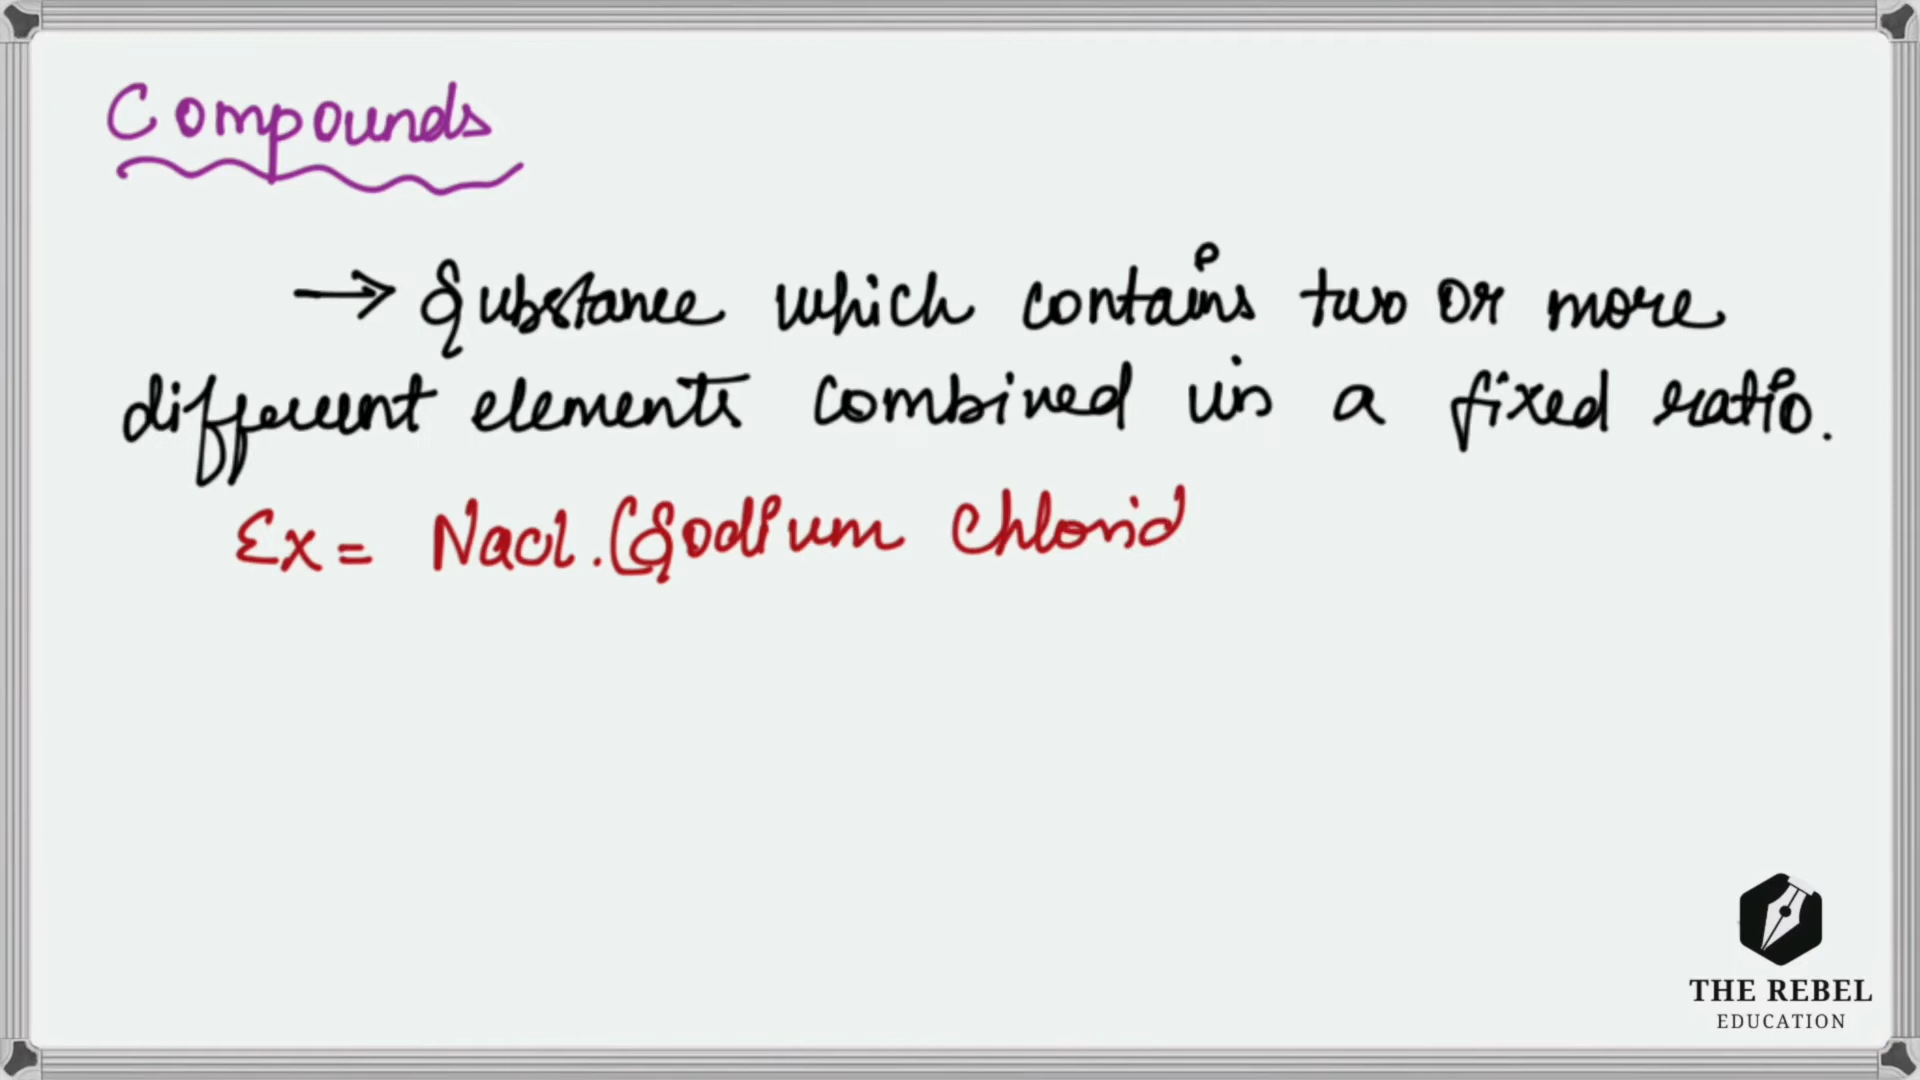 Compounds
→ Substance which contains two or more
different elements combined in a fixed ratio.
Ex = Nacl. (Sodium Chlorid
THE REBEL
EDUCATION